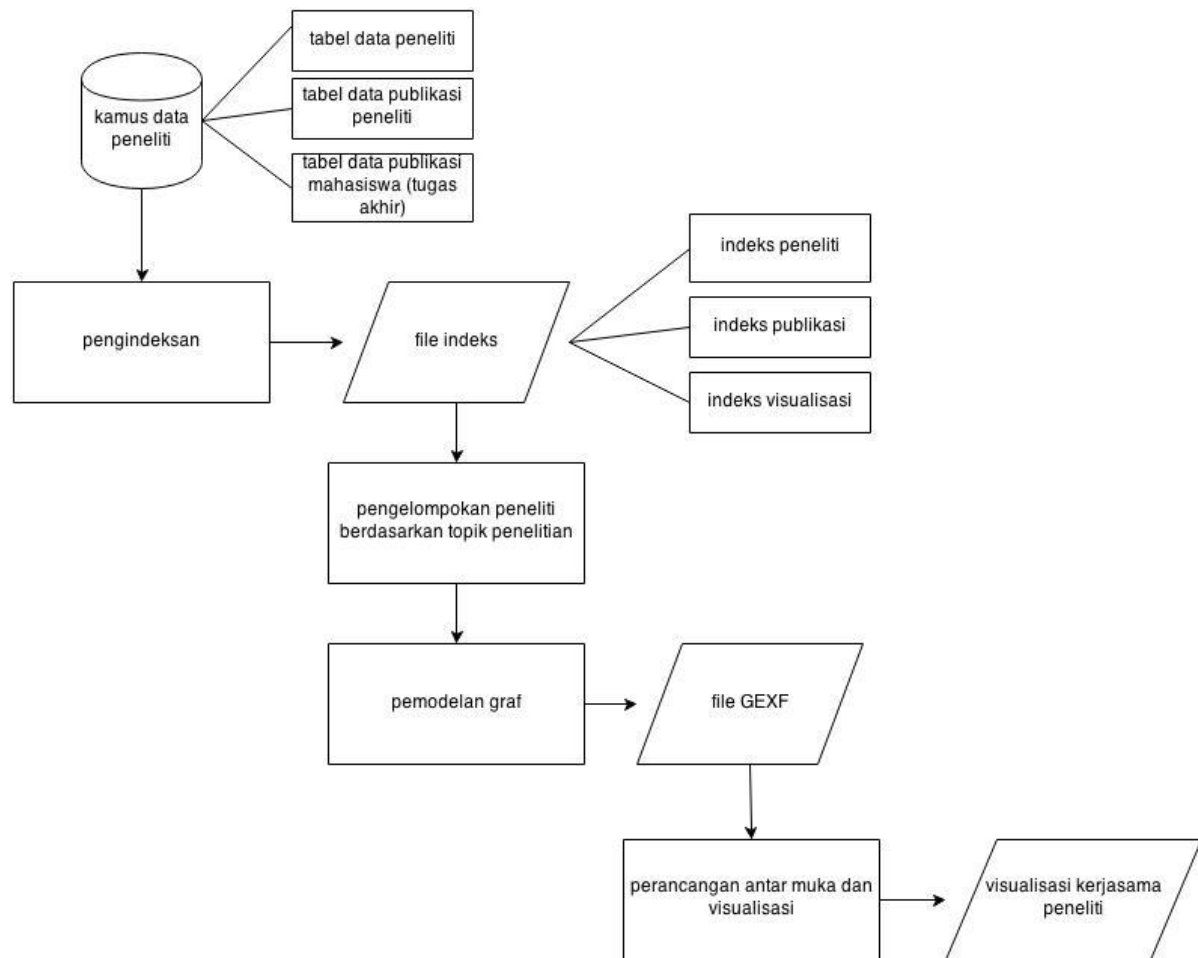 tabel data peneliti
kamus data
peneliti
tabel data publikasi
peneliti
tabel data publikasi
mahasiswa (tugas
akhir)
indeks peneliti
pengindeksan
file indeks
indeks publikasi
indeks visualisasi
pengelompokan peneliti
berdasarkan topik penelitian
pemodelan graf
file GEXF
perancangan antar muka dan
visualisasi
visualisasi kerjasama
peneliti